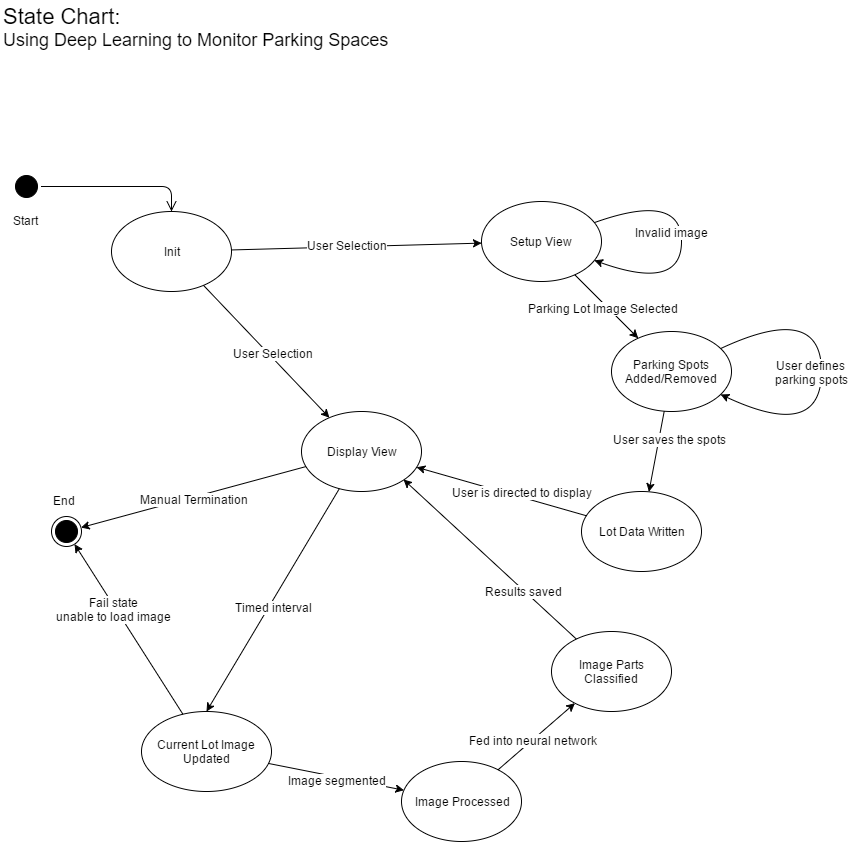 State Chart:
Using Deep Learning to Monitor Parking Spaces
Start
Init
User Selection
Setup View
Invalid image
Parking Lot Image Selected
User Selection
Parking Spots
Added/Removed
User defines
parking spots
User saves the spots
Display View
User is directed to display
Lot Data Written
Manual Termination
End
Results saved
Timed interval
Fail state
unable to load image
Image Parts
Classified
Fed into neural network
Current Lot Image
Updated
Image segmented
Image Processed